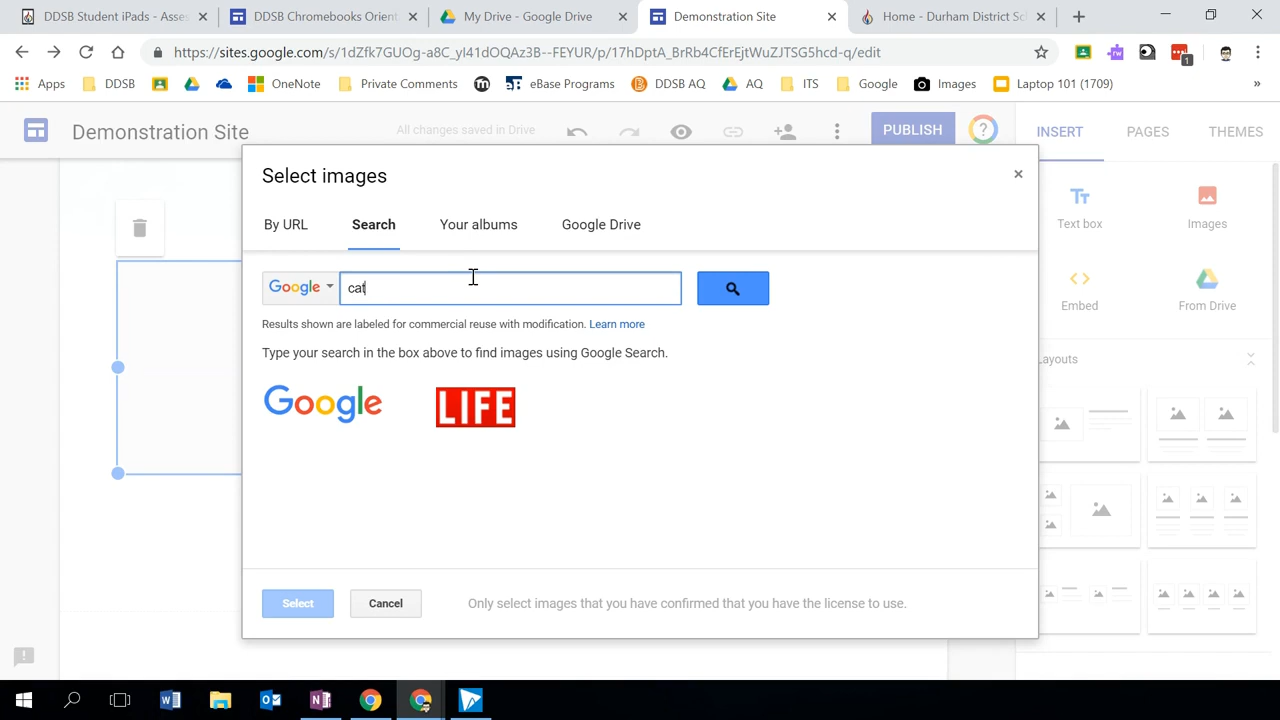 DDSB Student iPads - Asses
DDSB Chromebooks Orient
My Drive - Google Drive
Demonstration Site
Home - Durham District Sch
https://sites.google.com/s/1dZfk7GUOg-a8C_yl41dOQAz3B--FEYUR/p/17hDptA_BrRb4CfErEjtWuZJTSG5hcd-q/edit
1
Apps
DDSB
OneNote
Private Comments
eBase Programs
DDSB AQ
AQ
ITS
Google
Images
Laptop 101 (1709)
»
Demonstration Site
All changes saved in Drive
PUBLISH
?
INSERT
PAGES
THEMES
Select images
By URL
Search
Your albums
Google Drive
Google
cat
Results shown are labeled for commercial reuse with modification. Learn more
Type your search in the box above to find images using Google Search.
Google
LIFE
Select
Cancel
Only select images that you have confirmed that you have the license to use.
Tт
Text box
Images
Embed
From Drive
Layouts